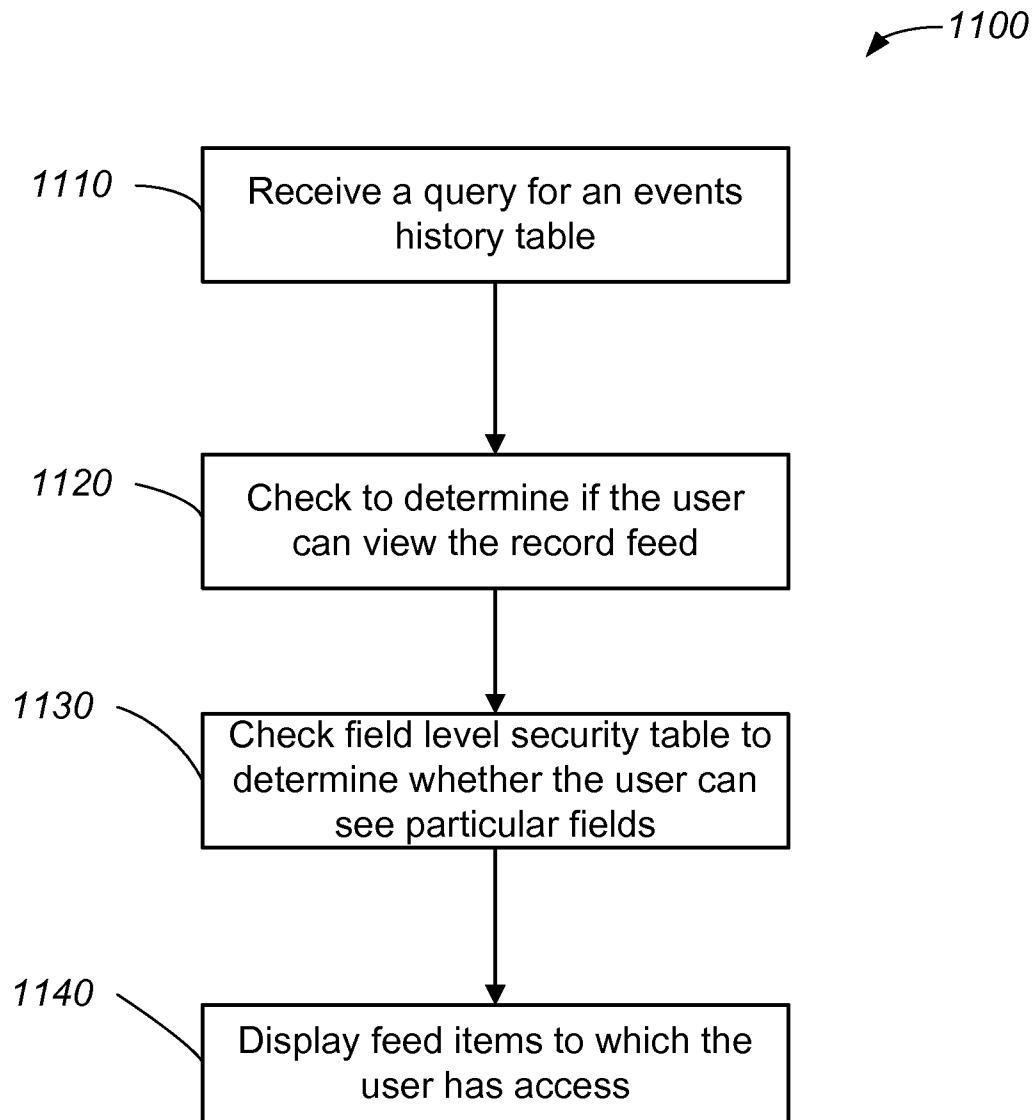 1100
1110
Receive a query for an events
history table
1120
Check to determine if the user
can view the record feed
1130
Check field level security table to
determine whether the user can
see particular fields
1140
Display feed items to which the
user has access